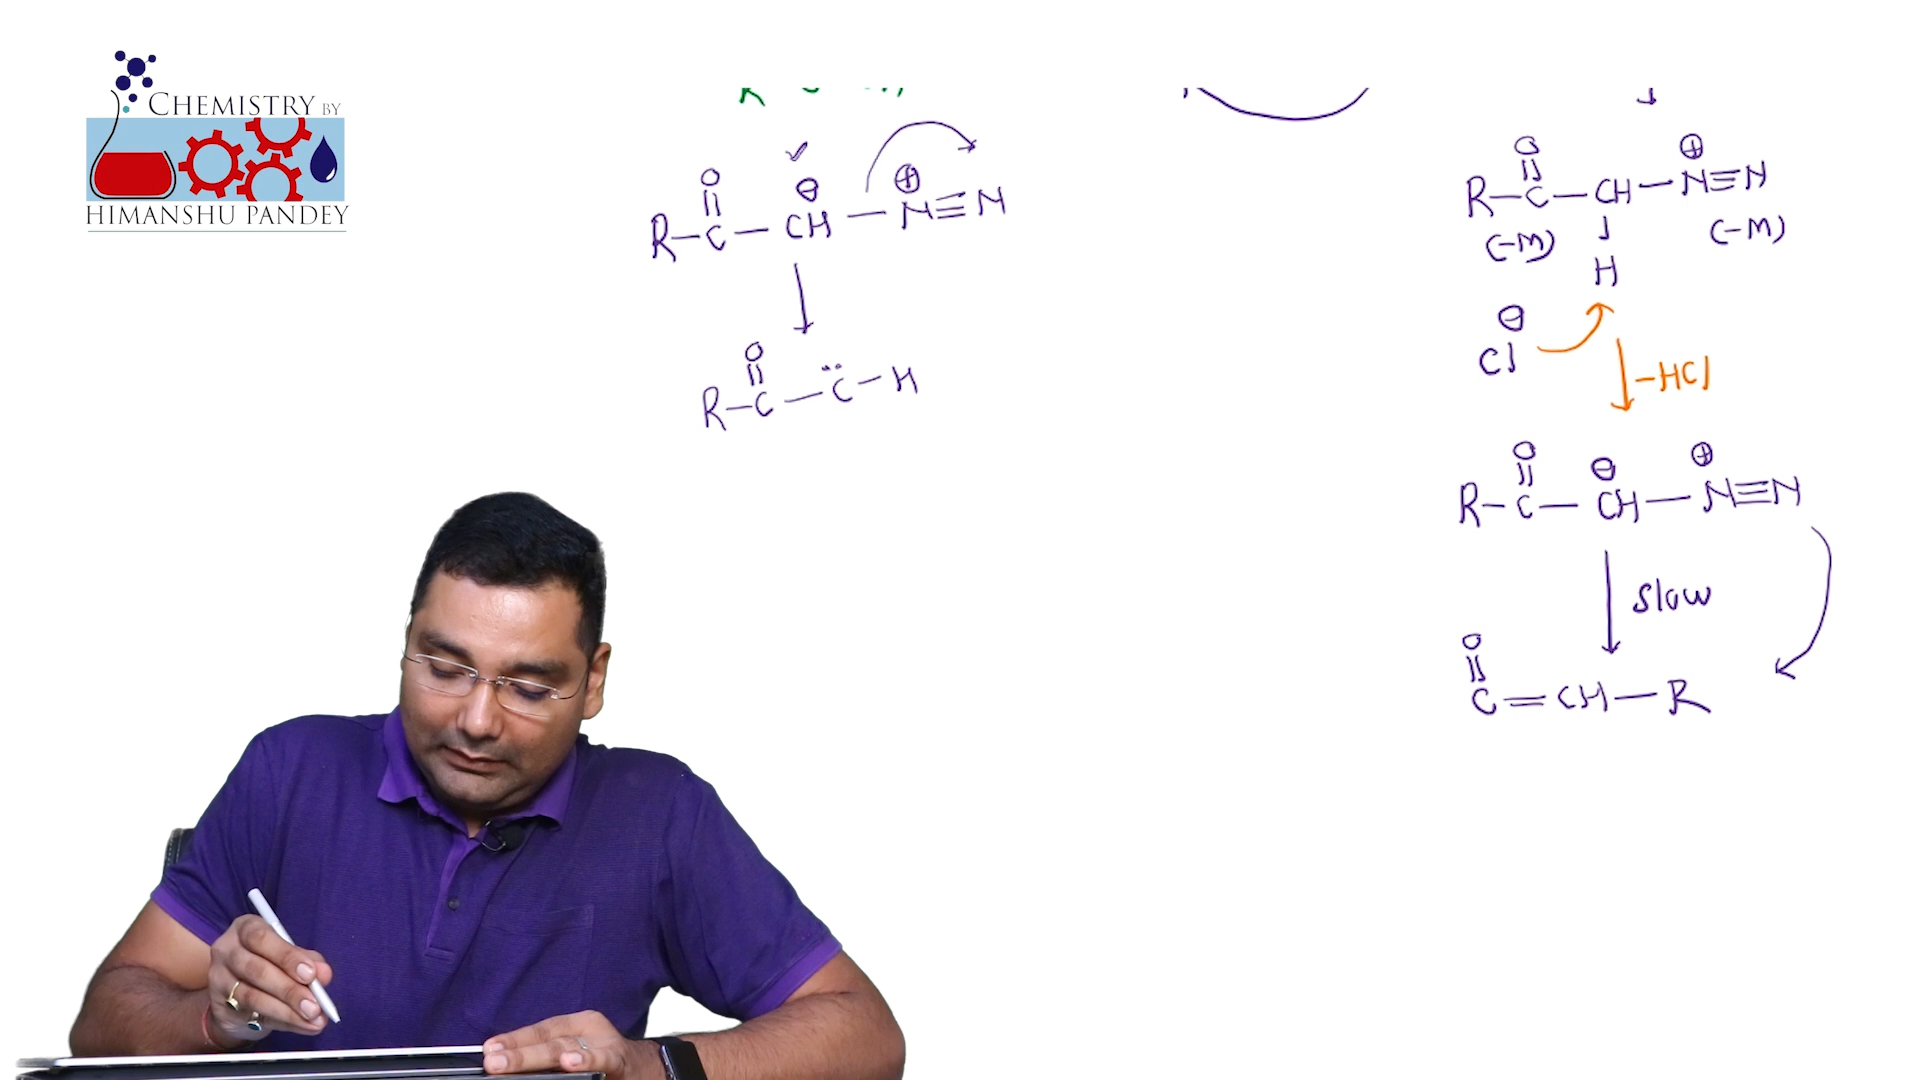 CHEMISTRY BY
HIMANSHU PANDEY
O
R-C-CH-N≡N
⊖
⊕
O
R-C-C-H
O
⊕
R-C-CH-N≡N
(-M)
(-M)
H
⊖
Cl
-HCl
O
⊖
⊕
R-C-CH-N≡N
Slow
O
C=CH-R